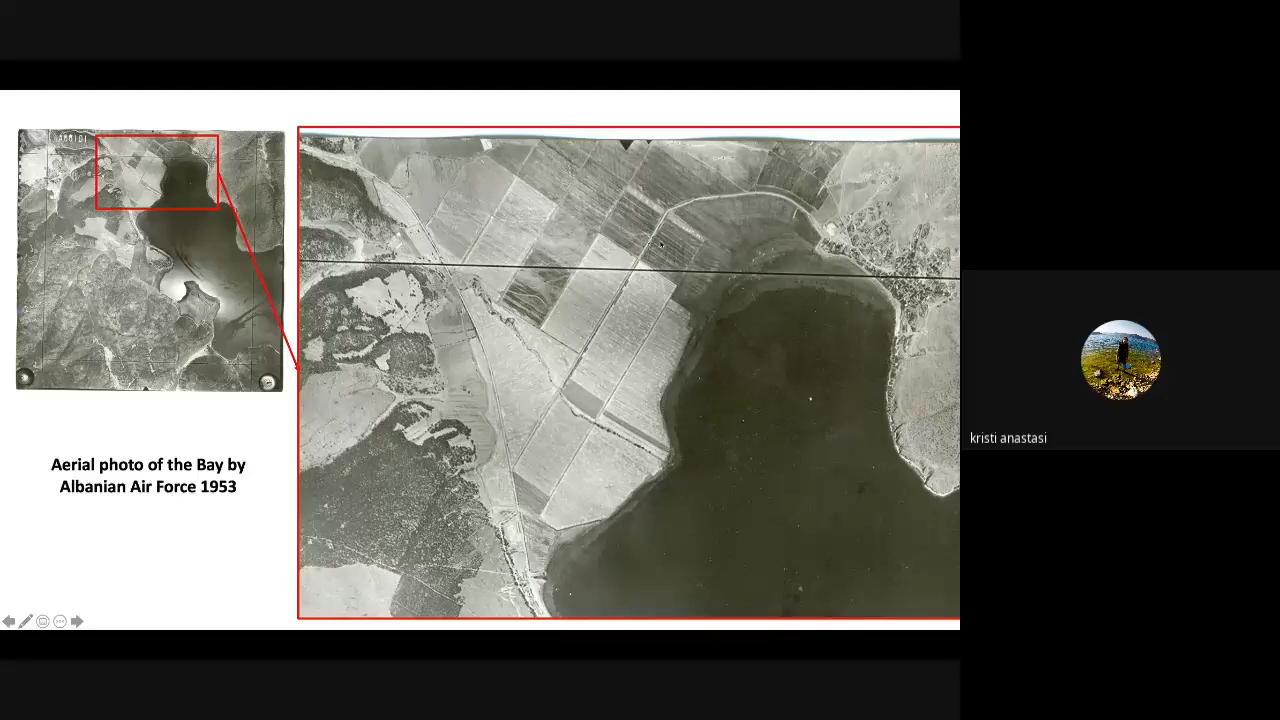 Aerial photo of the Bay by
Albanian Air Force 1953
kristi anastasi